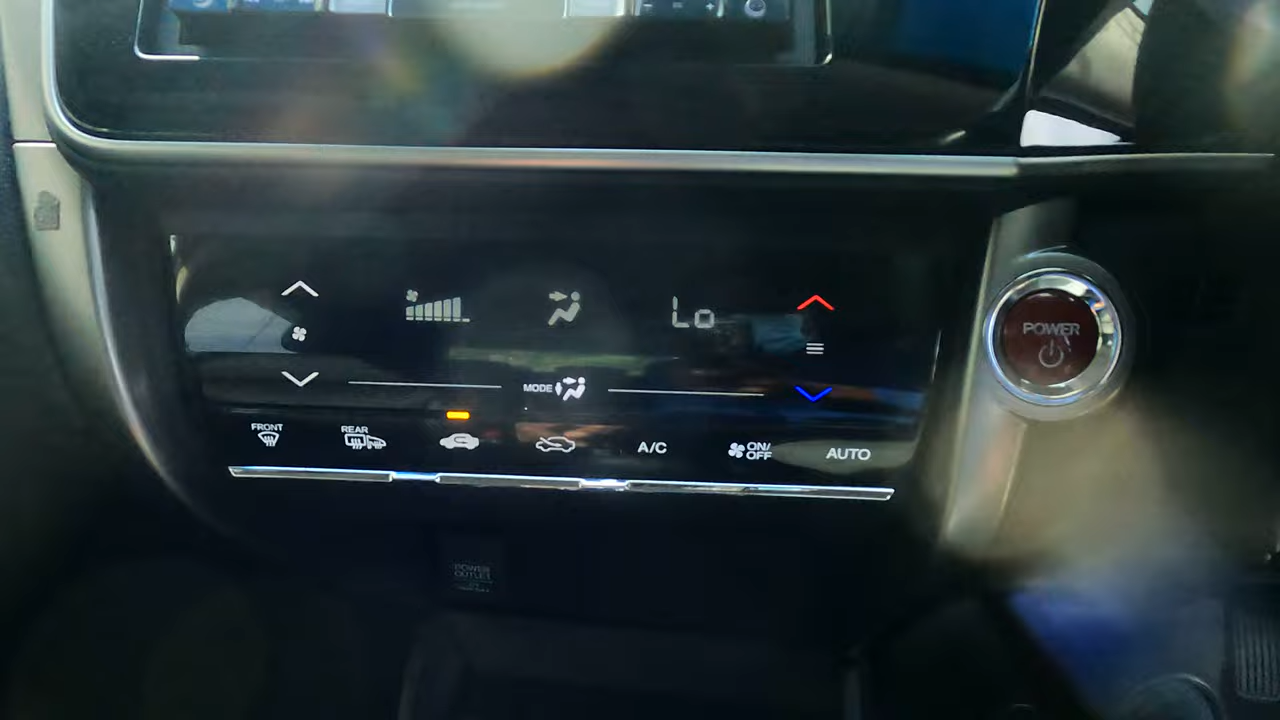 Lo
POWER
MODE
FRONT
REAR
A/C
ON/
OFF
AUTO
POWER
OUTLET